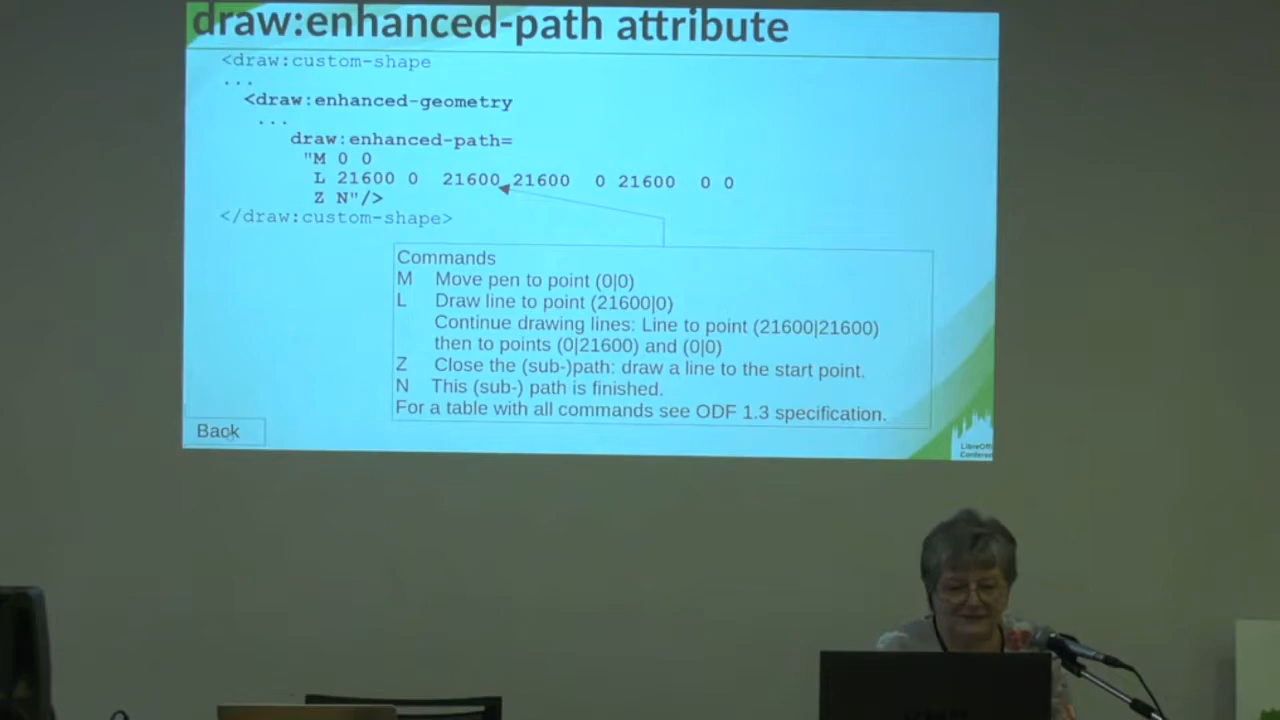 draw:enhanced-path attribute
<draw:custom-shape
...
<draw:enhanced-geometry
...
draw:enhanced-path=
"M 0 0
L 21600 0 21600 21600 0 21600 0 0
Z N"/>
</draw:custom-shape>
Commands
M Move pen to point (0|0)
L Draw line to point (21600|0)
Continue drawing lines: Line to point (21600|21600)
then to points (0|21600) and (0|0)
Z Close the (sub-)path: draw a line to the start point.
N This (sub-) path is finished.
For a table with all commands see ODF 1.3 specification.
Back
LibreOffi
Conferen